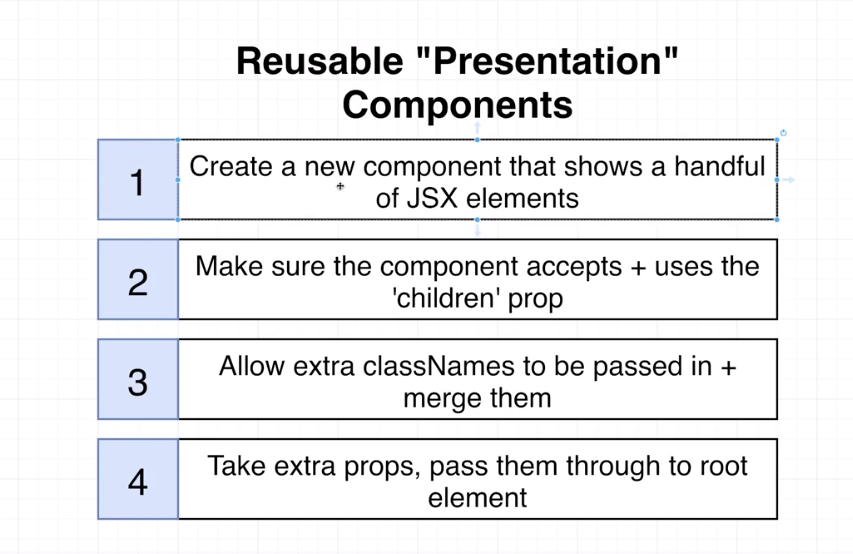 Reusable "Presentation"
Components
1
Create a new component that shows a handful
of JSX elements
2
Make sure the component accepts + uses the
'children' prop
3
Allow extra classNames to be passed in +
merge them
4
Take extra props, pass them through to root
element